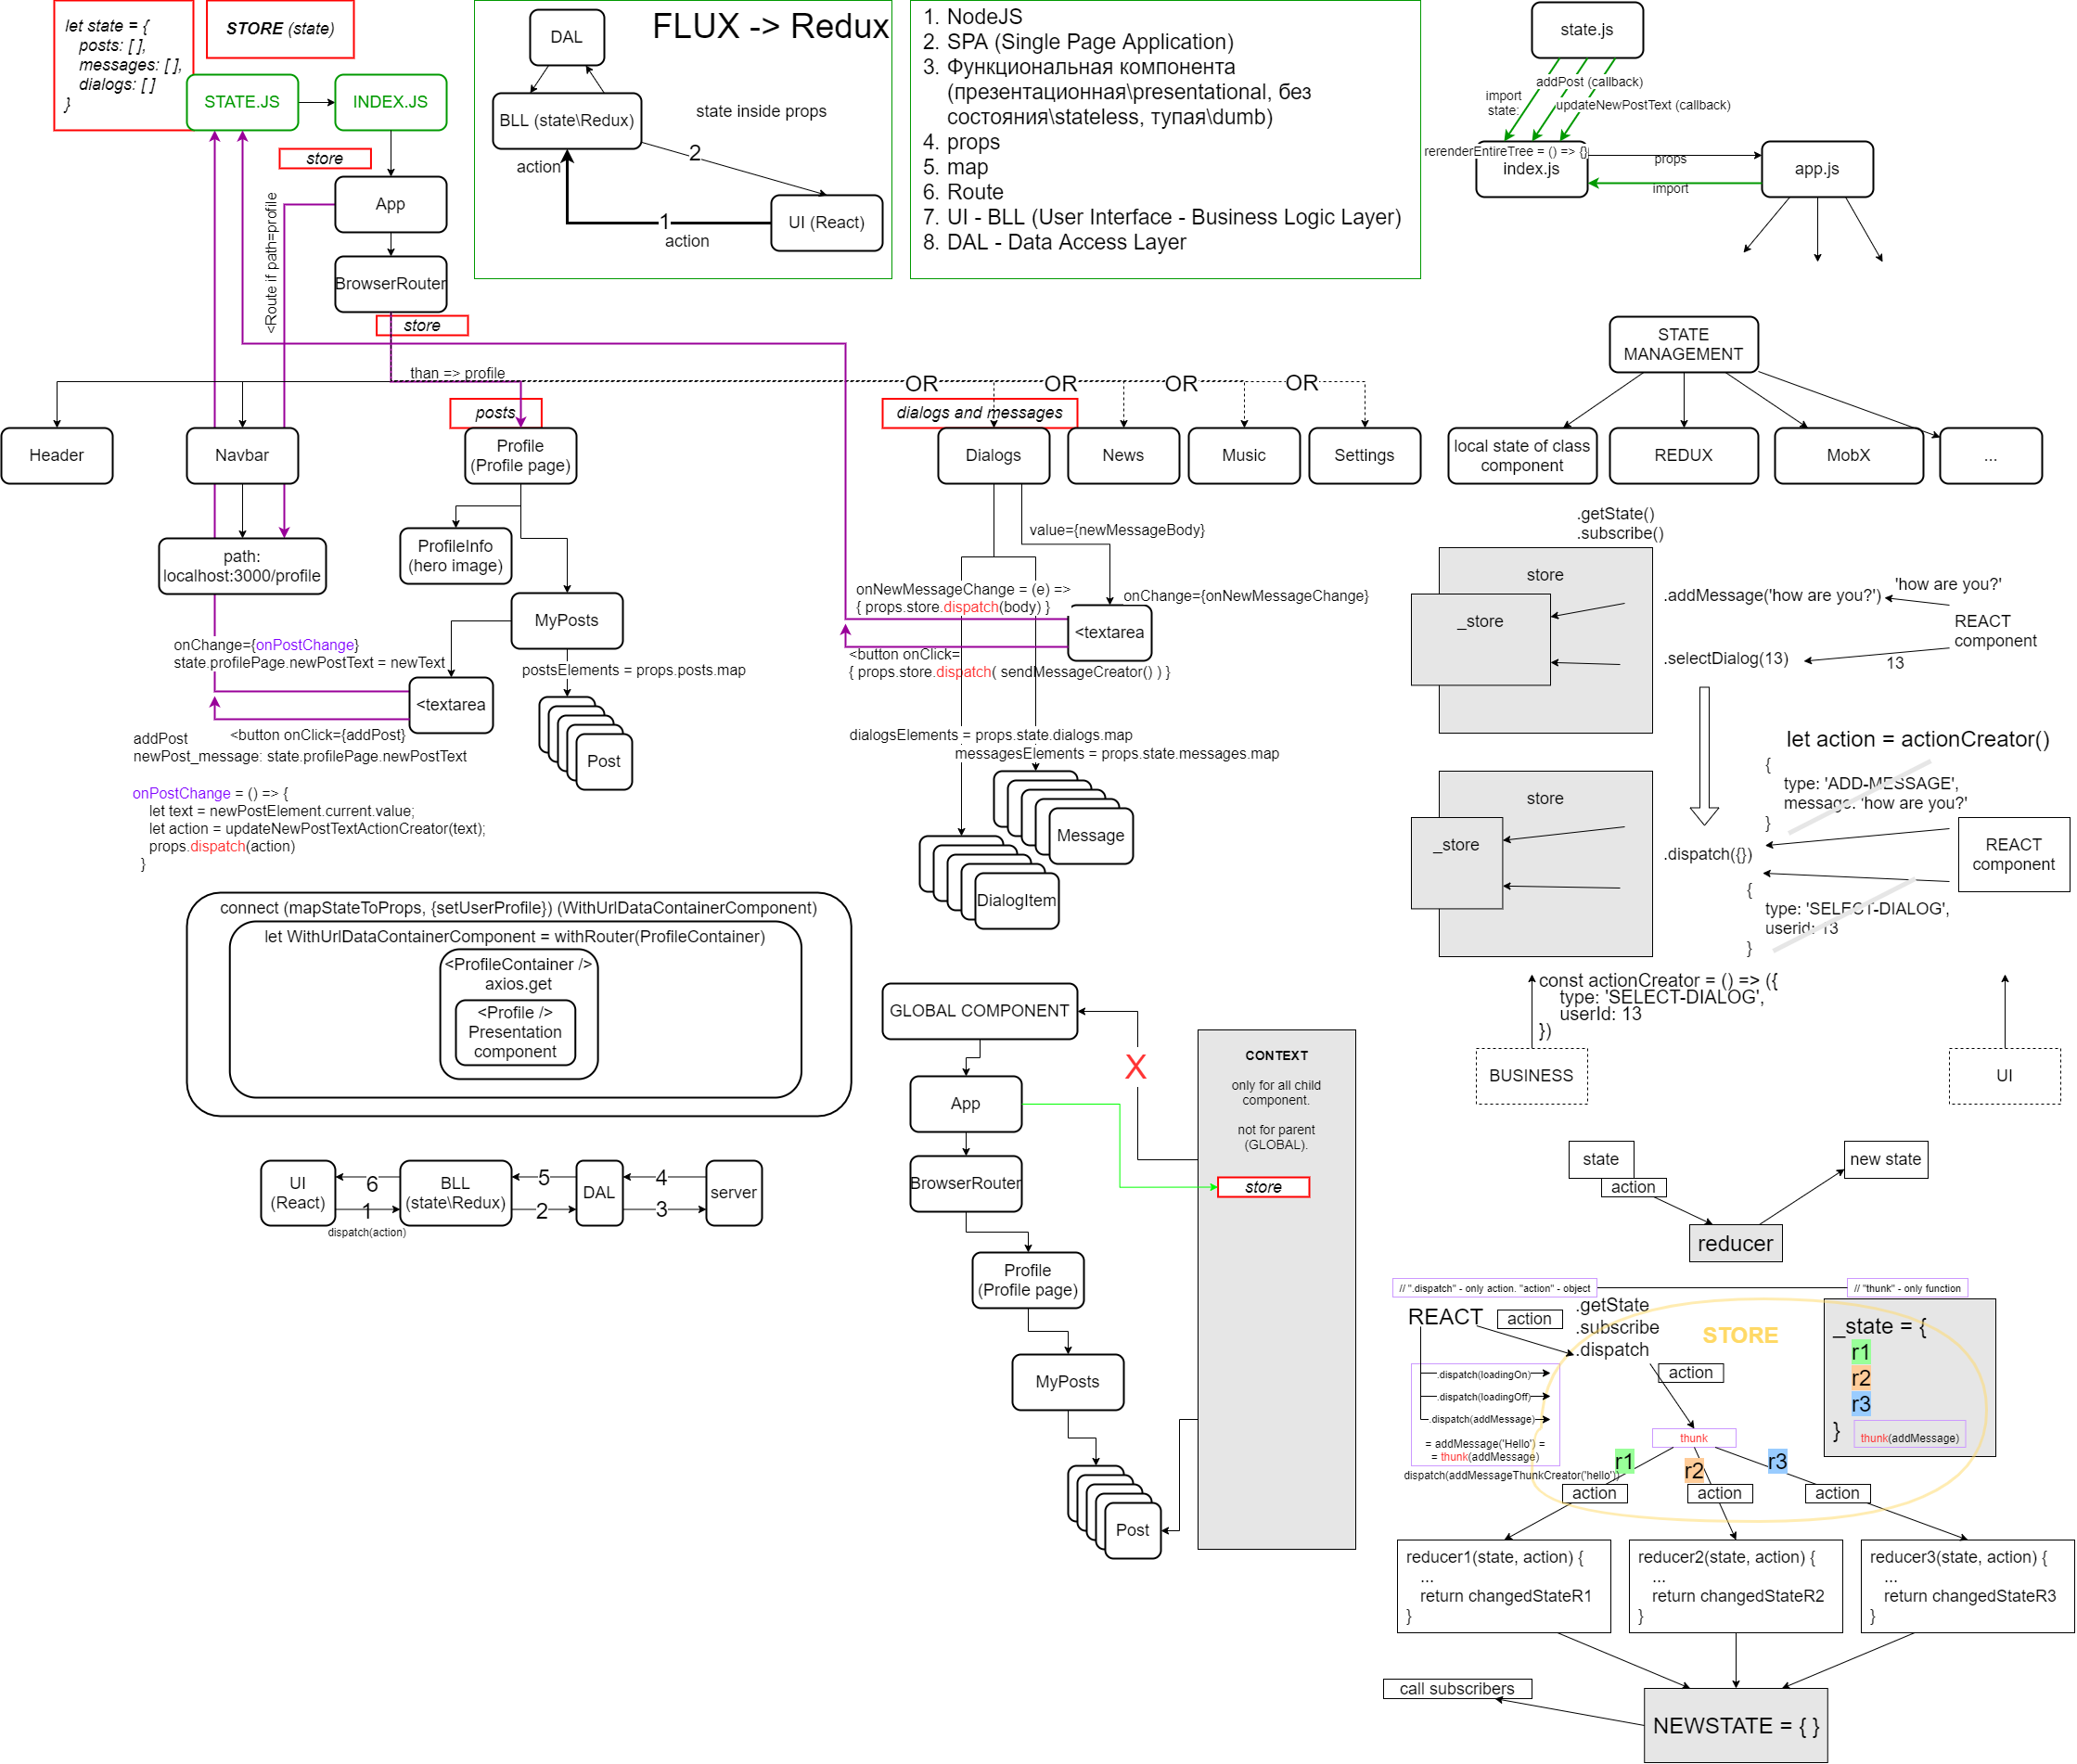 let state = {
posts: [ ],
messages: [ ],
dialogs: [ ]
}
STORE (state)
STATE.JS
INDEX.JS
store
App
<Route if path=profile
BrowserRouter
store
than => profile
FLUX -> Redux
DAL
BLL (state\Redux)
state inside props
action
2
1
action
UI (React)
1. NodeJS
2. SPA (Single Page Application)
3. Функциональная компонента
(презентационная\presentational, без
состояния\stateless, тупая\dumb)
4. props
5. map
6. Route
7. UI - BLL (User Interface - Business Logic Layer)
8. DAL - Data Access Layer
state.js
addPost (callback)
import
state:
updateNewPostText (callback)
rerenderEntireTree = () => {}
index.js
props
import
app.js
OR
OR
OR
OR
posts
dialogs and messages
Header
Navbar
Profile
(Profile page)
Dialogs
News
Music
Settings
path:
localhost:3000/profile
ProfileInfo
(hero image)
MyPosts
onChange={onPostChange}
state.profilePage.newPostText = newText
postsElements = props.posts.map
<textarea
<button onClick={addPost}
addPost
newPost_message: state.profilePage.newPostText
Post
onPostChange = () => {
let text = newPostElement.current.value;
let action = updateNewPostTextActionCreator(text);
props.dispatch(action)
}
value={newMessageBody}
onNewMessageChange = (e) =>
{ props.store.dispatch(body) }
onChange={onNewMessageChange}
<textarea
<button onClick=
{ props.store.dispatch( sendMessageCreator() ) }
dialogsElements = props.state.dialogs.map
messagesElements = props.state.messages.map
Message
DialogItem
STATE
MANAGEMENT
local state of class
component
REDUX
MobX
...
.getState()
.subscribe()
store
_store
.addMessage('how are you?')
'how are you?'
REACT
component
.selectDialog(13)
13
let action = actionCreator()
{
type: 'ADD-MESSAGE',
message: 'how are you?'
}
store
_store
.dispatch({})
REACT
component
{
type: 'SELECT-DIALOG',
userid: 13
}
const actionCreator = () => ({
type: 'SELECT-DIALOG',
userId: 13
})
BUSINESS
UI
connect (mapStateToProps, {setUserProfile}) (WithUrlDataContainerComponent)
let WithUrlDataContainerComponent = withRouter(ProfileContainer)
<ProfileContainer />
axios.get
<Profile />
Presentation
component
UI
(React)
6
1
dispatch(action)
BLL
(state\Redux)
5
2
DAL
4
3
server
GLOBAL COMPONENT
X
App
BrowserRouter
Profile
(Profile page)
MyPosts
Post
CONTEXT
only for all child
component.
not for parent
(GLOBAL).
store
state
action
new state
reducer
// ".dispatch" - only action. "action" - object
// "thunk" - only function
REACT
action
.getState
.subscribe
.dispatch
STORE
action
_state = {
r1
r2
r3
}
thunk(addMessage)
.dispatch(loadingOn)
.dispatch(loadingOff)
.dispatch(addMessage)
= addMessage('Hello') =
= thunk(addMessage)
dispatch(addMessageThunkCreator('hello'))
thunk
r1
r2
r3
action
action
action
reducer1(state, action) {
...
return changedStateR1
}
reducer2(state, action) {
...
return changedStateR2
}
reducer3(state, action) {
...
return changedStateR3
}
call subscribers
NEWSTATE = { }